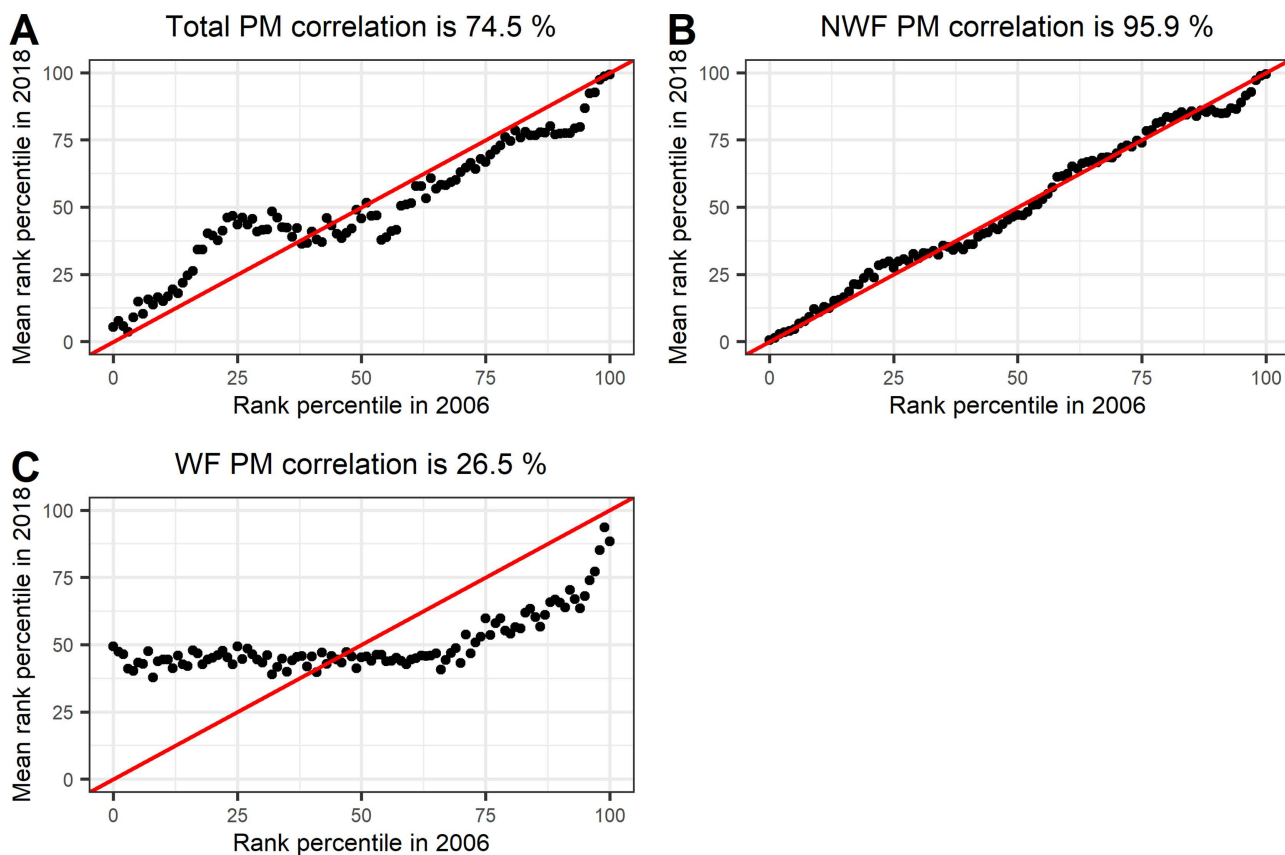 A
Total PM correlation is 74.5 %
Mean rank percentile in 2018
100
75
50
25
0
0 25 50 75 100
Rank percentile in 2006
B
NWF PM correlation is 95.9 %
Mean rank percentile in 2018
100
75
50
25
0
0 25 50 75 100
Rank percentile in 2006
C
WF PM correlation is 26.5 %
Mean rank percentile in 2018
100
75
50
25
0
0 25 50 75 100
Rank percentile in 2006